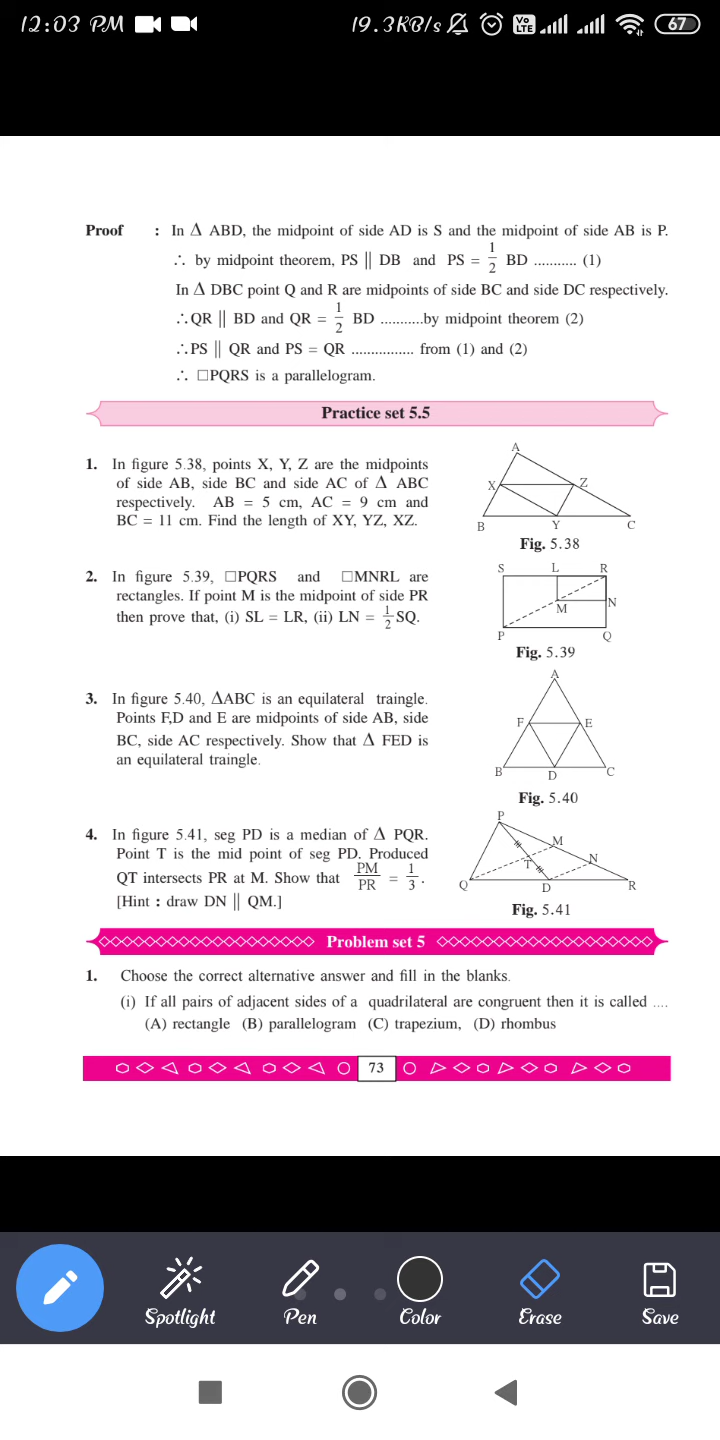 12:03 PM
19.3KB/s
Vo LTE
67
Proof : In Δ ABD, the midpoint of side AD is S and the midpoint of side AB is P.
∴ by midpoint theorem, PS || DB and PS = 1/2 BD ........... (1)
In Δ DBC point Q and R are midpoints of side BC and side DC respectively.
∴QR || BD and QR = 1/2 BD ...........by midpoint theorem (2)
∴PS || QR and PS = QR ................ from (1) and (2)
∴ □PQRS is a parallelogram.
Practice set 5.5
1. In figure 5.38, points X, Y, Z are the midpoints
of side AB, side BC and side AC of Δ ABC
respectively. AB = 5 cm, AC = 9 cm and
BC = 11 cm. Find the length of XY, YZ, XZ.
A
X
Z
B
Y
C
Fig. 5.38
2. In figure 5.39, □PQRS and □MNRL are
rectangles. If point M is the midpoint of side PR
then prove that, (i) SL = LR, (ii) LN = 1/2 SQ.
S
L
R
M
N
P
Q
Fig. 5.39
3. In figure 5.40, ΔABC is an equilateral traingle.
Points F,D and E are midpoints of side AB, side
BC, side AC respectively. Show that Δ FED is
an equilateral traingle.
A
F
E
B
D
C
Fig. 5.40
4. In figure 5.41, seg PD is a median of Δ PQR.
Point T is the mid point of seg PD. Produced
QT intersects PR at M. Show that PM/PR = 1/3.
[Hint : draw DN || QM.]
P
M
T
N
Q
D
R
Fig. 5.41
Problem set 5
1. Choose the correct alternative answer and fill in the blanks.
(i) If all pairs of adjacent sides of a quadrilateral are congruent then it is called ....
(A) rectangle (B) parallelogram (C) trapezium, (D) rhombus
73
Spotlight
Pen
Color
Erase
Save